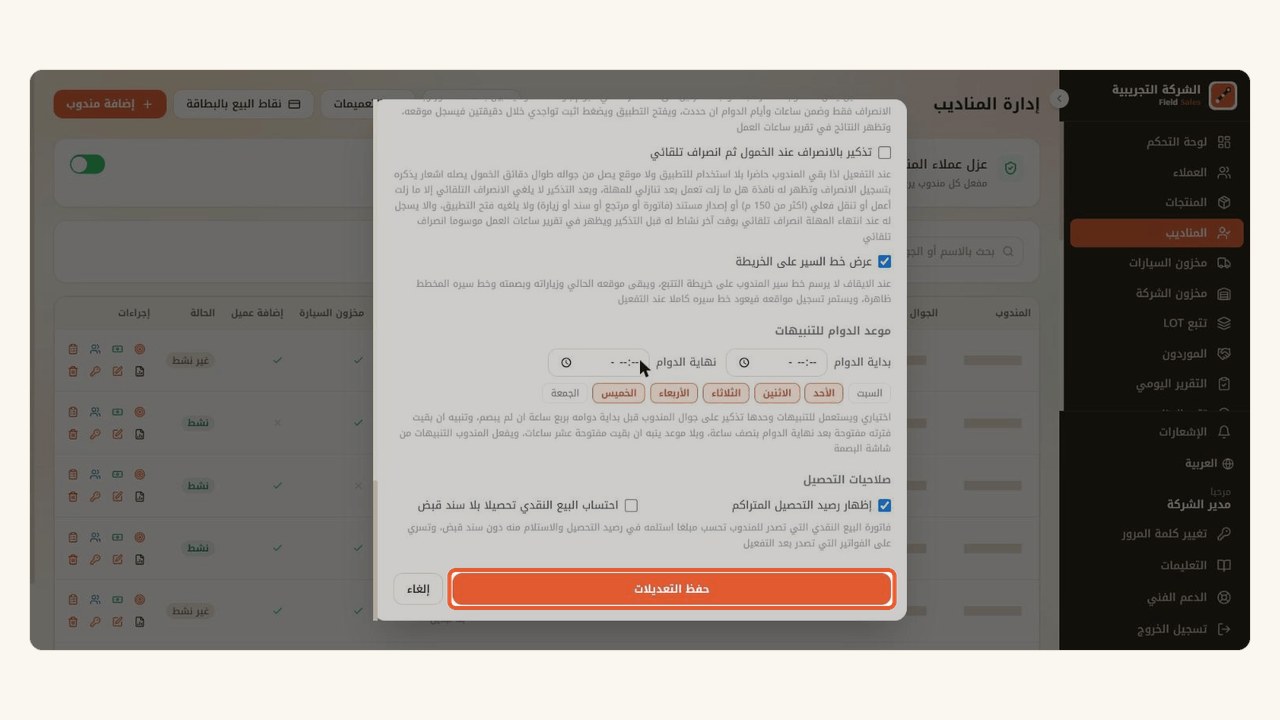 الشركة التجريبية
Field Sales
لوحة التحكم
العملاء
المنتجات
المناديب
مخزون السيارات
مخزون الشركة
تتبع LOT
الموردون
التقرير اليومي
الإشعارات
العربية
مرحبا
مدير الشركة
تغيير كلمة المرور
التعليمات
الدعم الفني
تسجيل الخروج
إدارة المناديب
نقاط البيع بالبطاقة
+ إضافة مندوب
عزل عملاء
مفعل كل مندوب
بحث بالاسم أو
المندوب
الجوال
مخزون السيارة
إضافة عميل
الحالة
إجراءات
غير نشط
نشط
نشط
نشط
غير نشط
الانصراف فقط وضمن ساعات وأيام الدوام ان حددت، ويفتح التطبيق ويضغط اثبت تواجدي خلال دقيقتين فيسجل موقعه،
وتظهر النتائج في تقرير ساعات العمل
تذكير بالانصراف عند الخمول ثم انصراف تلقائي
عند التفعيل اذا بقي المندوب حاضرا بلا استخدام للتطبيق ولا موقع يصل من جواله طوال دقائق الخمول يصله اشعار يذكره
بتسجيل الانصراف وتظهر له نافذة هل ما زلت تعمل بعد تنازلي للمهلة، وبعد التذكير لا يلغي الانصراف التلقائي إلا ما زلت
أعمل أو تنقل فعلي (اكثر من 150 م) أو إصدار مستند (فاتورة أو مرتجع أو سند أو زيارة) ولا يلغيه فتح التطبيق، والا يسجل
له عند انتهاء المهلة انصراف تلقائي بوقت آخر نشاط له قبل التذكير ويظهر في تقرير ساعات العمل موسوما انصراف
تلقائي
عرض خط السير على الخريطة
عند الايقاف لا يرسم خط سير المندوب على خريطة التتبع، ويبقى موقعه الحالي وزياراته وبصمته وخط سيره المخطط
ظاهرة، ويستمر تسجيل مواقعه فيعود خط سيره كاملا عند التفعيل
موعد الدوام للتنبيهات
بداية الدوام --:-- -
نهاية الدوام --:-- -
السبت الأحد الاثنين الثلاثاء الأربعاء الخميس الجمعة
اختياري ويستعمل للتنبيهات وحدها تذكير على جوال المندوب قبل بداية دوامه بربع ساعة ان لم يبصم، وتنبيه ان بقيت
فترته مفتوحة بعد نهاية الدوام بنصف ساعة، وبلا موعد ينبه ان بقيت مفتوحة عشر ساعات، ويفعل المندوب التنبيهات من
شاشة البصمة
صلاحيات التحصيل
إظهار رصيد التحصيل المتراكم
احتساب البيع النقدي تحصيلا بلا سند قبض
فاتورة البيع النقدي التي تصدر للمندوب تحسب مبلغا استلمه في رصيد التحصيل والاستلام منه دون سند قبض، وتسري
على الفواتير التي تصدر بعد التفعيل
حفظ التعديلات
إلغاء